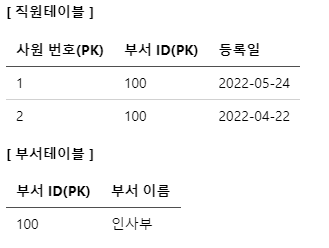 [ 직원테이블 ]
사원 번호(PK) 부서 ID(PK) 등록일
1 100 2022-05-24
2 100 2022-04-22
[ 부서테이블 ]
부서 ID(PK) 부서 이름
100 인사부